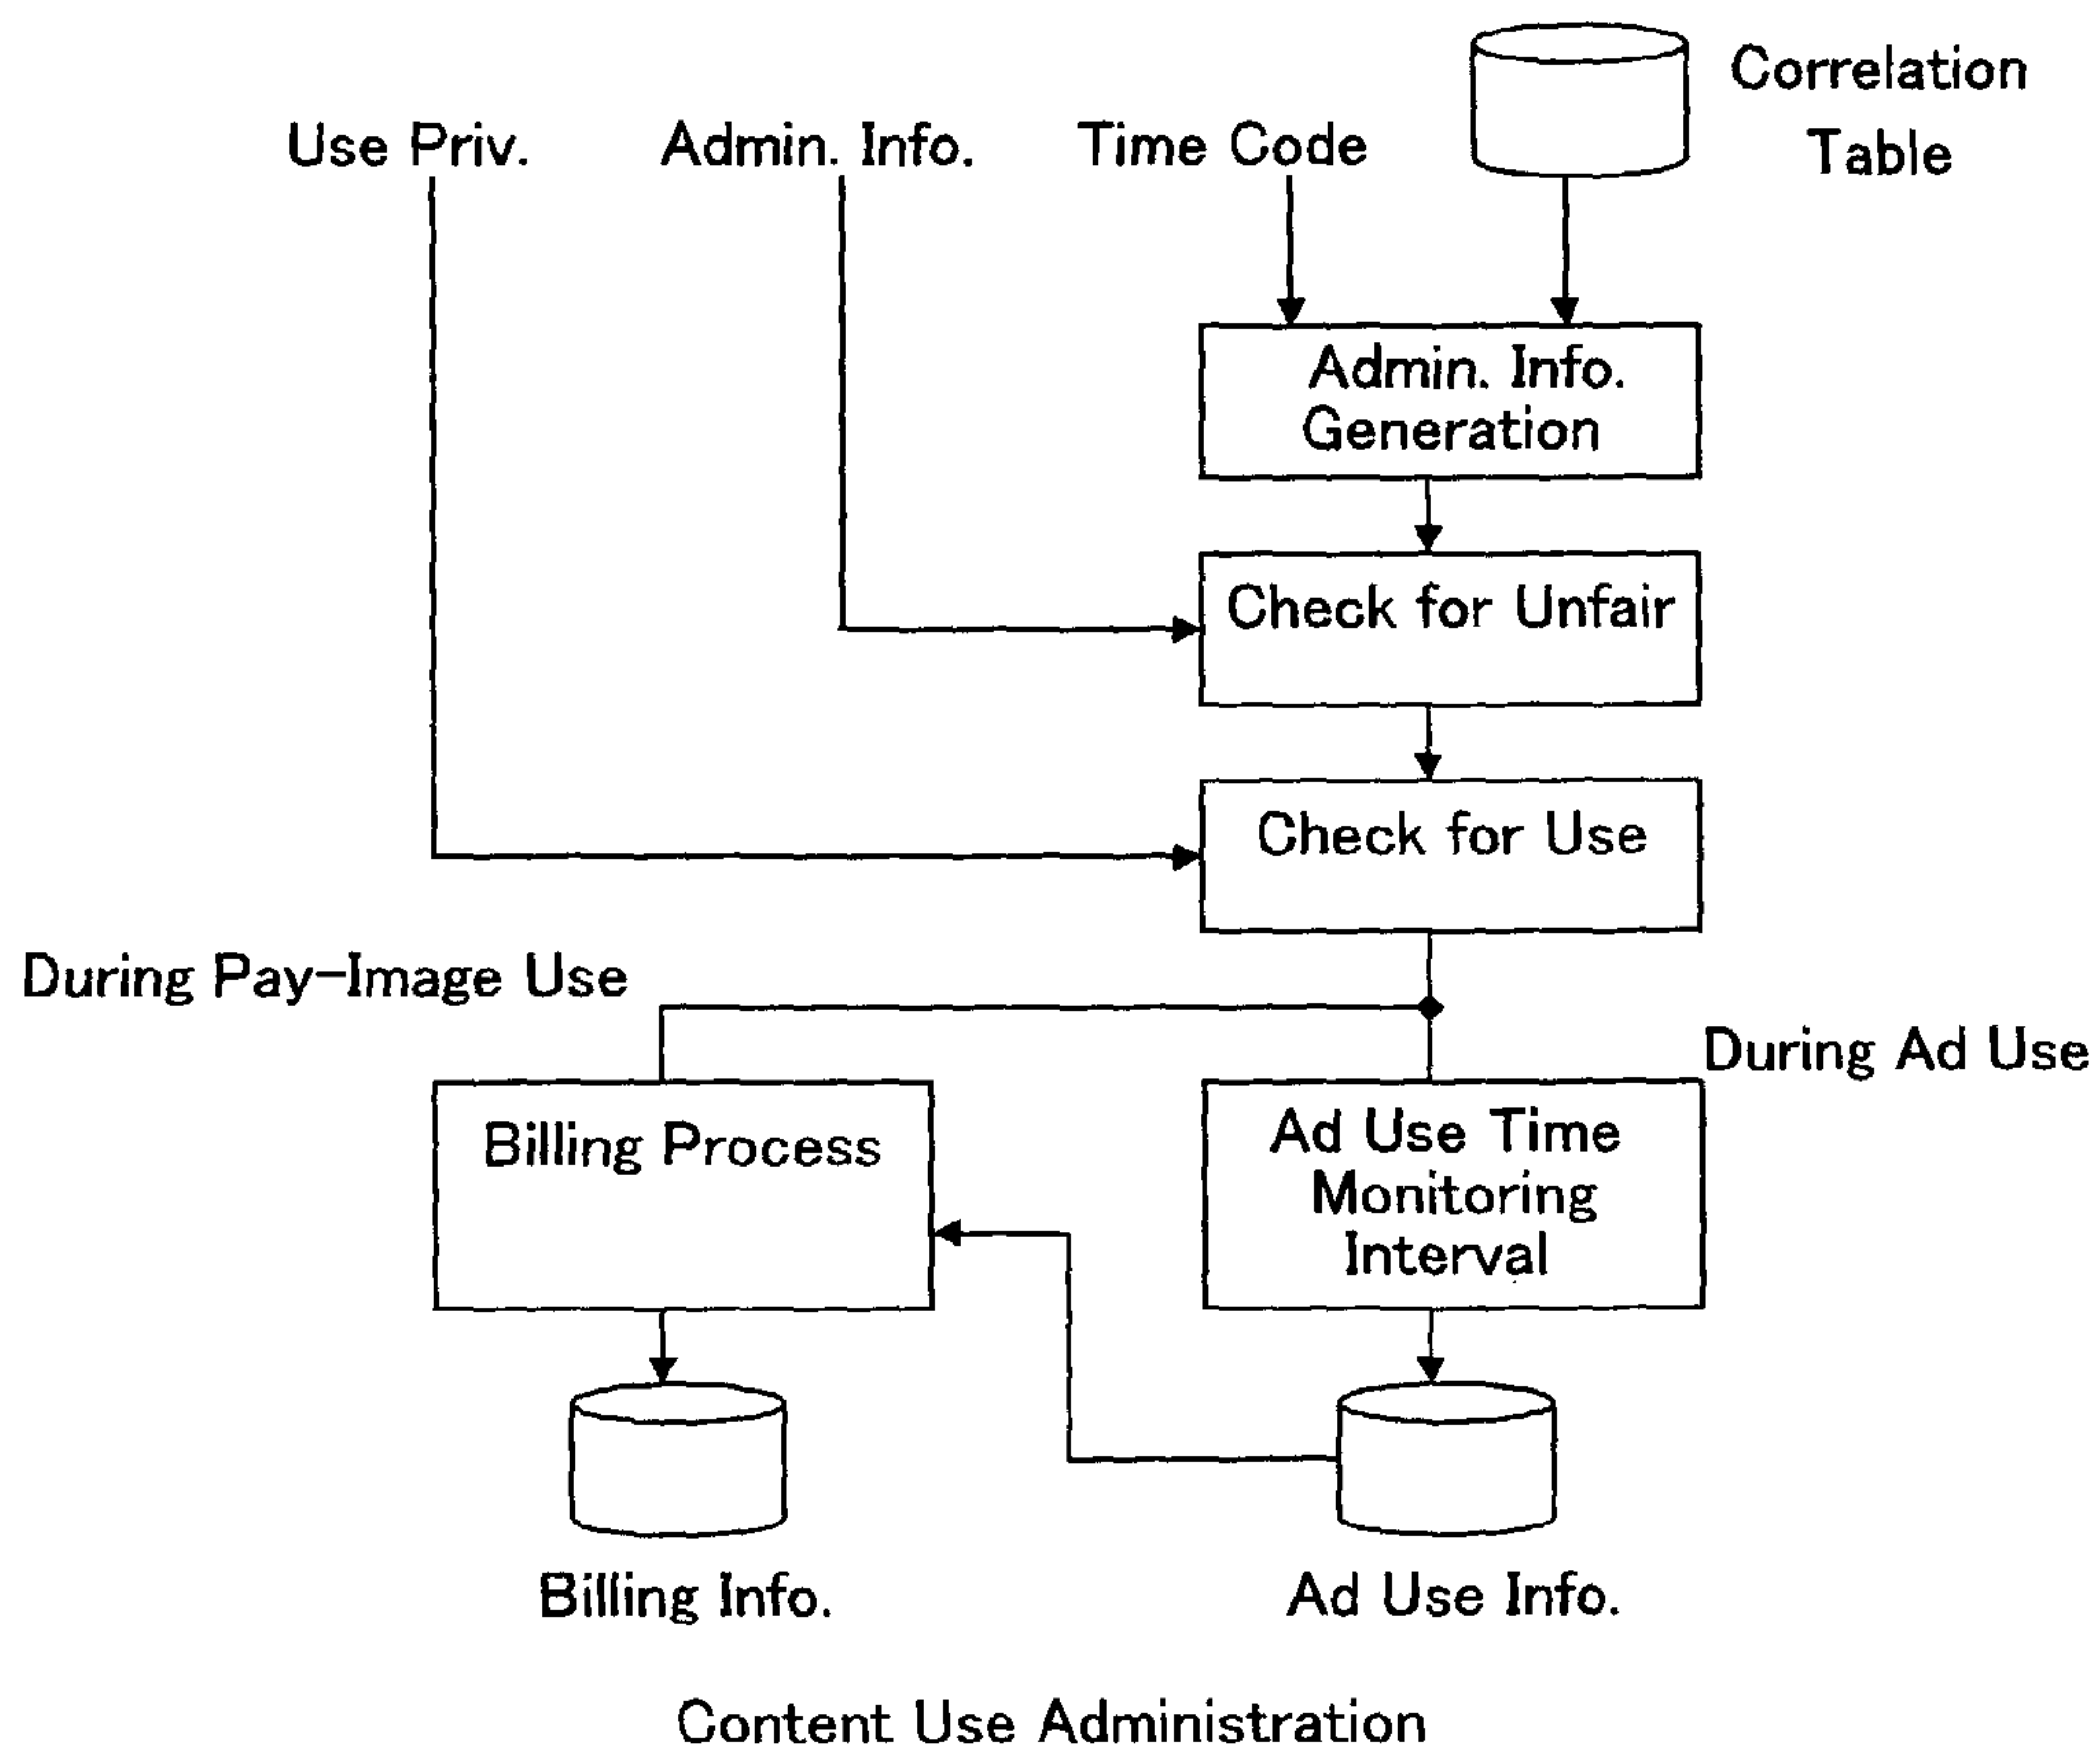 Correlation
Table
Use Priv.
Admin. Info.
Time Code
Admin. Info.
Generation
Check for Unfair
Check for Use
During Pay-Image Use
During Ad Use
Billing Process
Ad Use Time
Monitoring
Interval
Billing Info.
Ad Use Info.
Content Use Administration